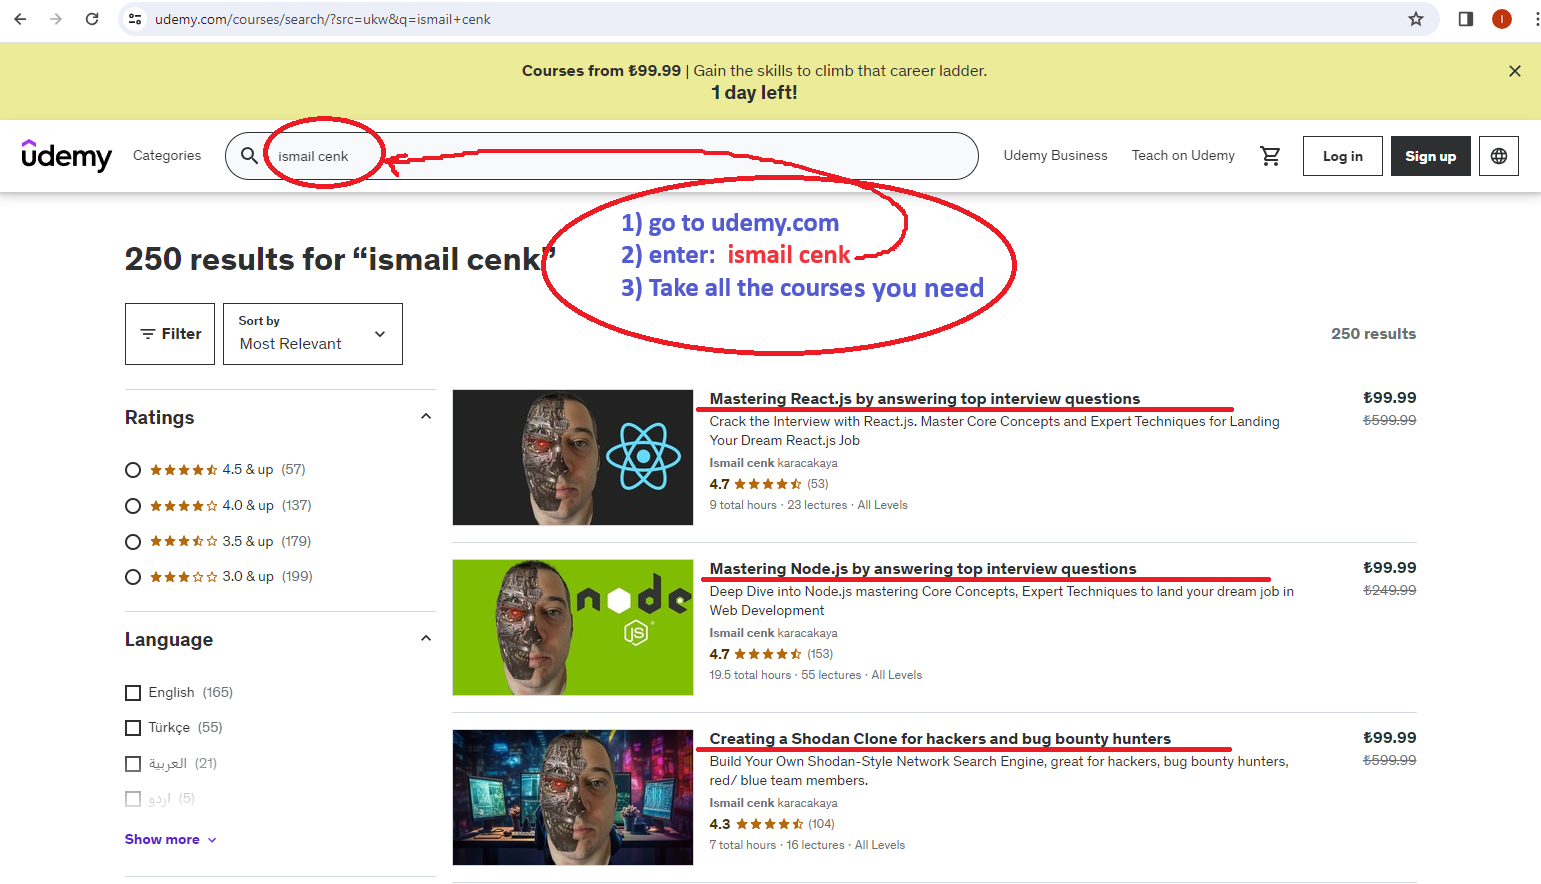 udemy.com/courses/search/?src=ukw&q=ismail+cenk
I
Courses from ₺99.99 | Gain the skills to climb that career ladder.
1 day left!
udemy
Categories
ismail cenk
Udemy Business
Teach on Udemy
Log in
Sign up
1) go to udemy.com
2) enter: ismail cenk
3) Take all the courses you need
250 results for “ismail cenk”
Filter
Sort by
Most Relevant
250 results
Ratings
4.5 & up (57)
4.0 & up (137)
3.5 & up (179)
3.0 & up (199)
Language
English (165)
Türkçe (55)
العربية (21)
اردو (5)
Show more
Mastering React.js by answering top interview questions
₺99.99
Crack the Interview with React.js. Master Core Concepts and Expert Techniques for Landing
₺599.99
Your Dream React.js Job
Ismail cenk karacakaya
4.7 (53)
9 total hours · 23 lectures · All Levels
node
JS
Mastering Node.js by answering top interview questions
₺99.99
Deep Dive into Node.js mastering Core Concepts, Expert Techniques to land your dream job in
₺249.99
Web Development
Ismail cenk karacakaya
4.7 (153)
19.5 total hours · 55 lectures · All Levels
Creating a Shodan Clone for hackers and bug bounty hunters
₺99.99
Build Your Own Shodan-Style Network Search Engine, great for hackers, bug bounty hunters,
₺599.99
red/ blue team members.
Ismail cenk karacakaya
4.3 (104)
7 total hours · 16 lectures · All Levels